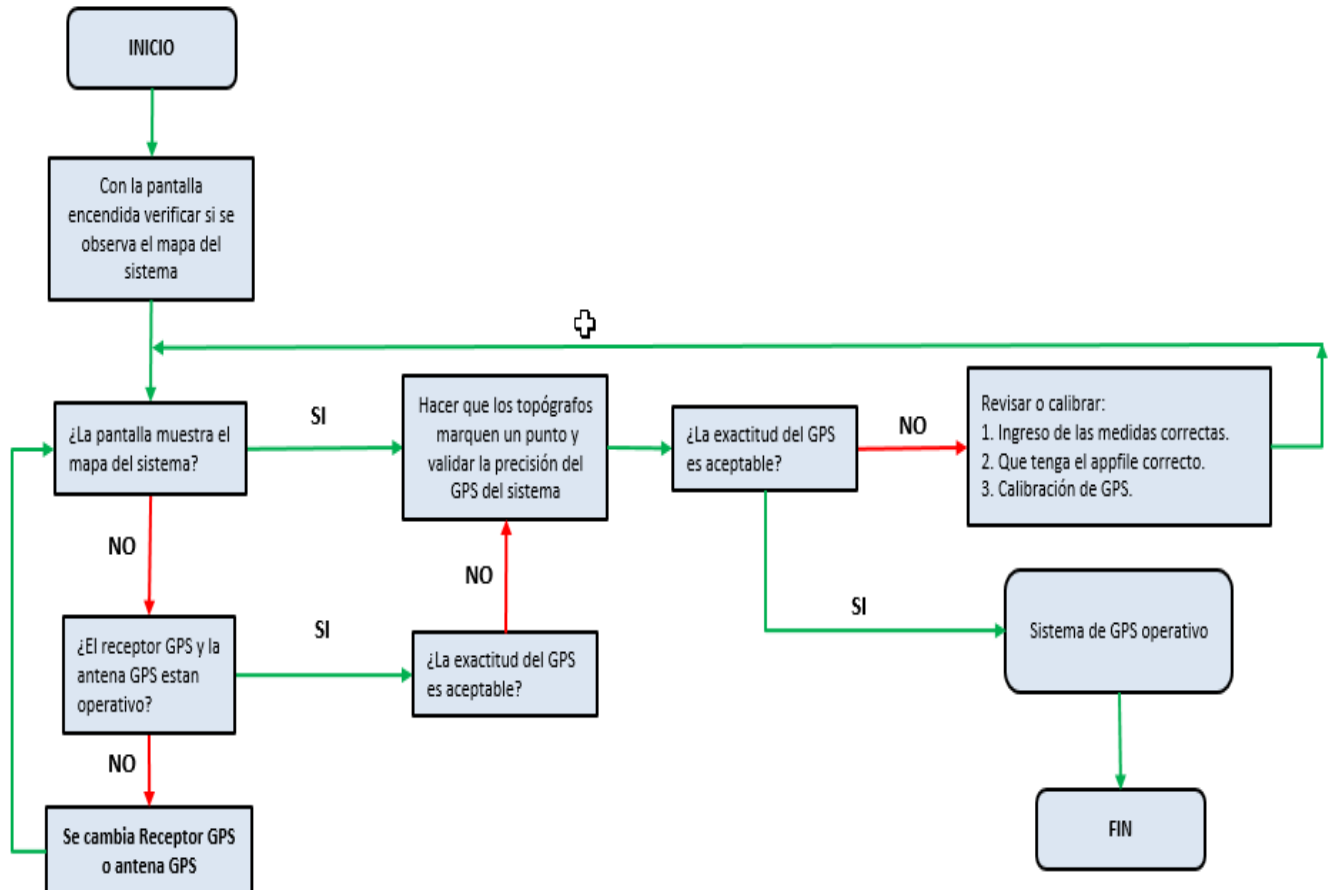 INICIO
Con la pantalla
encendida verificar si se
observa el mapa del
sistema
¿La pantalla muestra el
mapa del sistema?
SI
Hacer que los topógrafos
marquen un punto y
validar la precisión del
GPS del sistema
¿La exactitud del GPS
es aceptable?
NO
Revisar o calibrar:
1. Ingreso de las medidas correctas.
2. Que tenga el appfile correcto.
3. Calibración de GPS.
NO
¿El receptor GPS y la
antena GPS estan
operativo?
SI
¿La exactitud del GPS
es aceptable?
NO
SI
Sistema de GPS operativo
NO
Se cambia Receptor GPS
o antena GPS
FIN